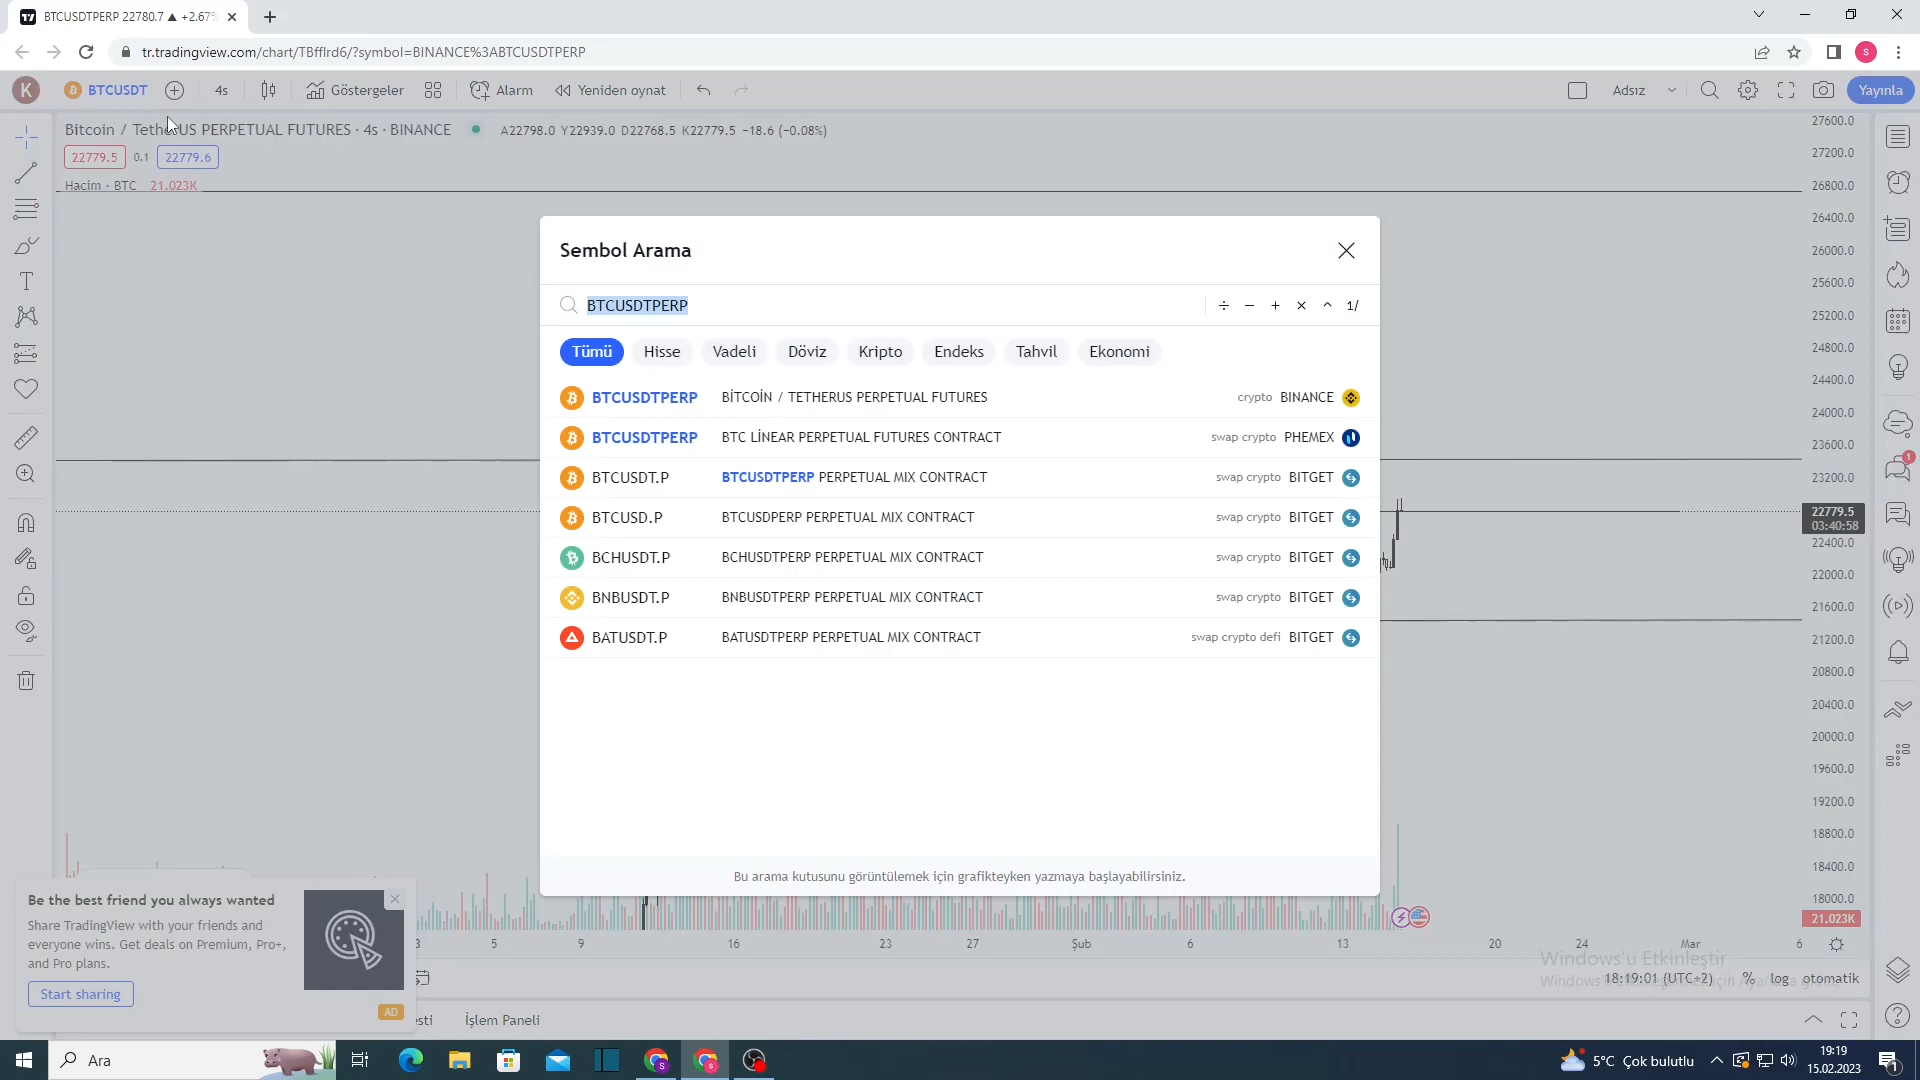 BTCUSDTPERP 22780.7 ▲ +2.67%
tr.tradingview.com/chart/TBffIrd6/?symbol=BINANCE%3ABTCUSDTPERP
S
K
BTCUSDT
4s
Göstergeler
Alarm
Yeniden oynat
Adsız
Yayınla
Bitcoin / TetherUS PERPETUAL FUTURES · 4s · BINANCE
A22798.0 Y22939.0 D22768.5 K22779.5 −18.6 (−0.08%)
22779.5 0.1 22779.6
Hacim · BTC 21.023K
Sembol Arama
BTCUSDTPERP
÷ − + × ^ 1/
Tümü Hisse Vadeli Döviz Kripto Endeks Tahvil Ekonomi
BTCUSDTPERP BİTCOİN / TETHERUS PERPETUAL FUTURES crypto BINANCE
BTCUSDTPERP BTC LİNEAR PERPETUAL FUTURES CONTRACT swap crypto PHEMEX
BTCUSDT.P BTCUSDTPERP PERPETUAL MIX CONTRACT swap crypto BITGET
BTCUSD.P BTCUSDPERP PERPETUAL MIX CONTRACT swap crypto BITGET
BCHUSDT.P BCHUSDTPERP PERPETUAL MIX CONTRACT swap crypto BITGET
BNBUSDT.P BNBUSDTPERP PERPETUAL MIX CONTRACT swap crypto BITGET
BATUSDT.P BATUSDTPERP PERPETUAL MIX CONTRACT swap crypto defi BITGET
Bu arama kutusunu görüntülemek için grafikteyken yazmaya başlayabilirsiniz.
27600.0
27200.0
26800.0
26400.0
26000.0
25600.0
25200.0
24800.0
24400.0
24000.0
23600.0
23200.0
22779.5
03:40:58
22400.0
22000.0
21600.0
21200.0
20800.0
20400.0
20000.0
19600.0
19200.0
18800.0
18400.0
18000.0
21.023K
1
3 5 9 16 23 27 Şub 6 13 20 24 Mar 6
Be the best friend you always wanted
Share TradingView with your friends and
everyone wins. Get deals on Premium, Pro+,
and Pro plans.
Start sharing
AD
Windows'u Etkinleştir
18:19:01 (UTC+2) % log otomatik
esti
İşlem Paneli
Ara
5°C Çok bulutlu
19:19
15.02.2023
1